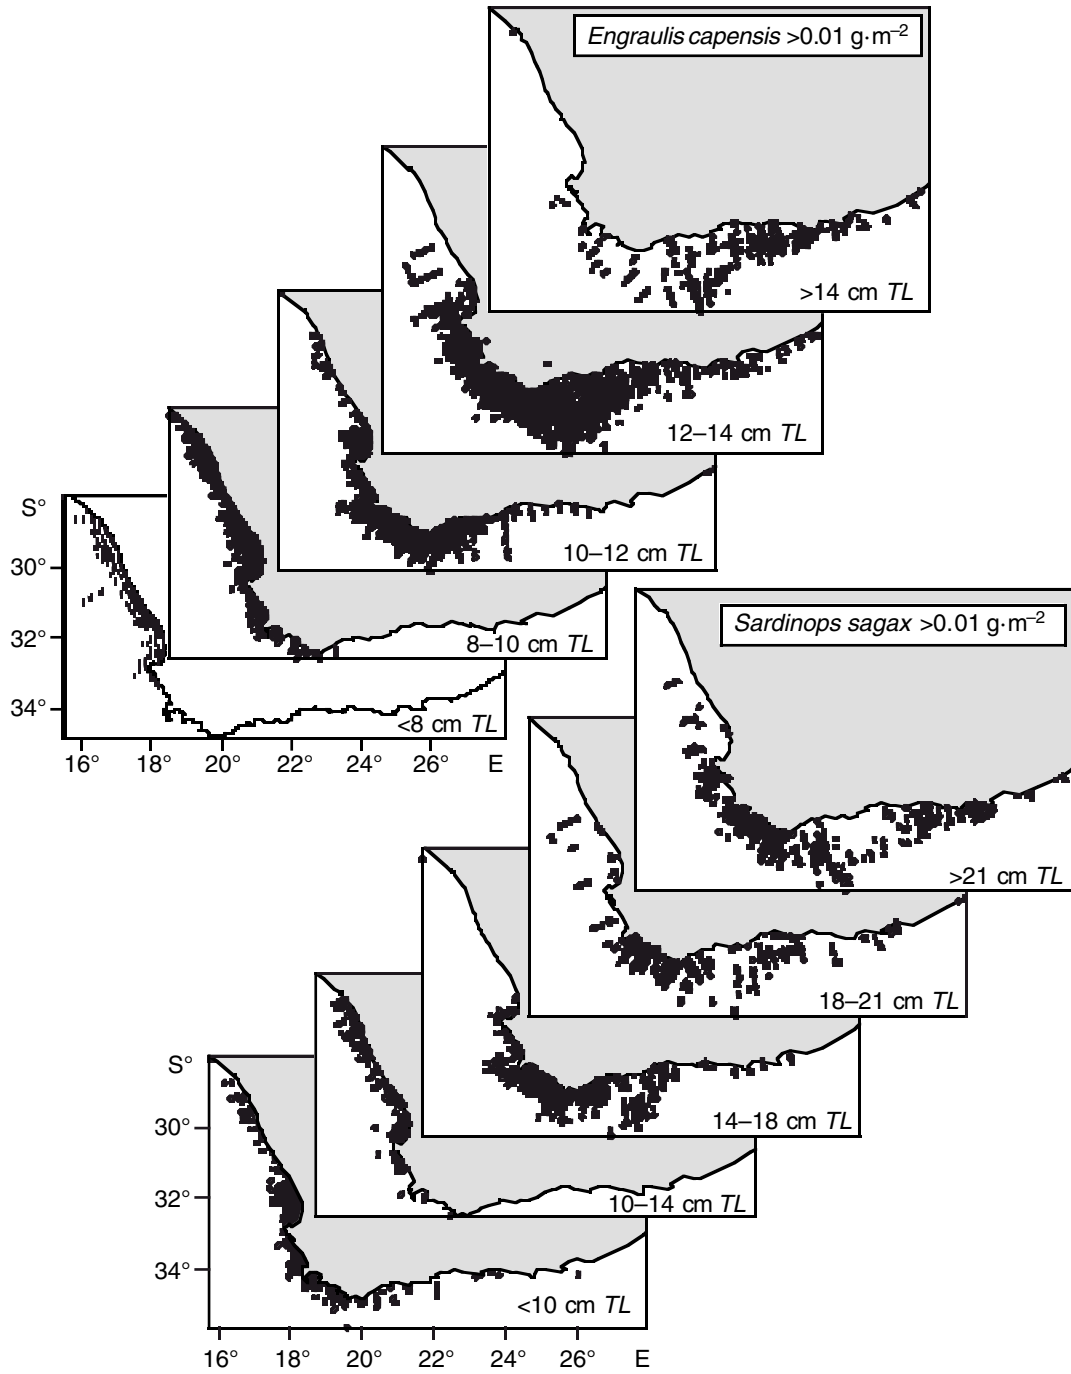 Engraulis capensis >0.01 g·m–2
>14 cm TL
12–14 cm TL
10–12 cm TL
8–10 cm TL
<8 cm TL
S°
30°
32°
34°
16° 18° 20° 22° 24° 26° E
Sardinops sagax >0.01 g·m–2
>21 cm TL
18–21 cm TL
14–18 cm TL
10–14 cm TL
<10 cm TL
S°
30°
32°
34°
16° 18° 20° 22° 24° 26° E